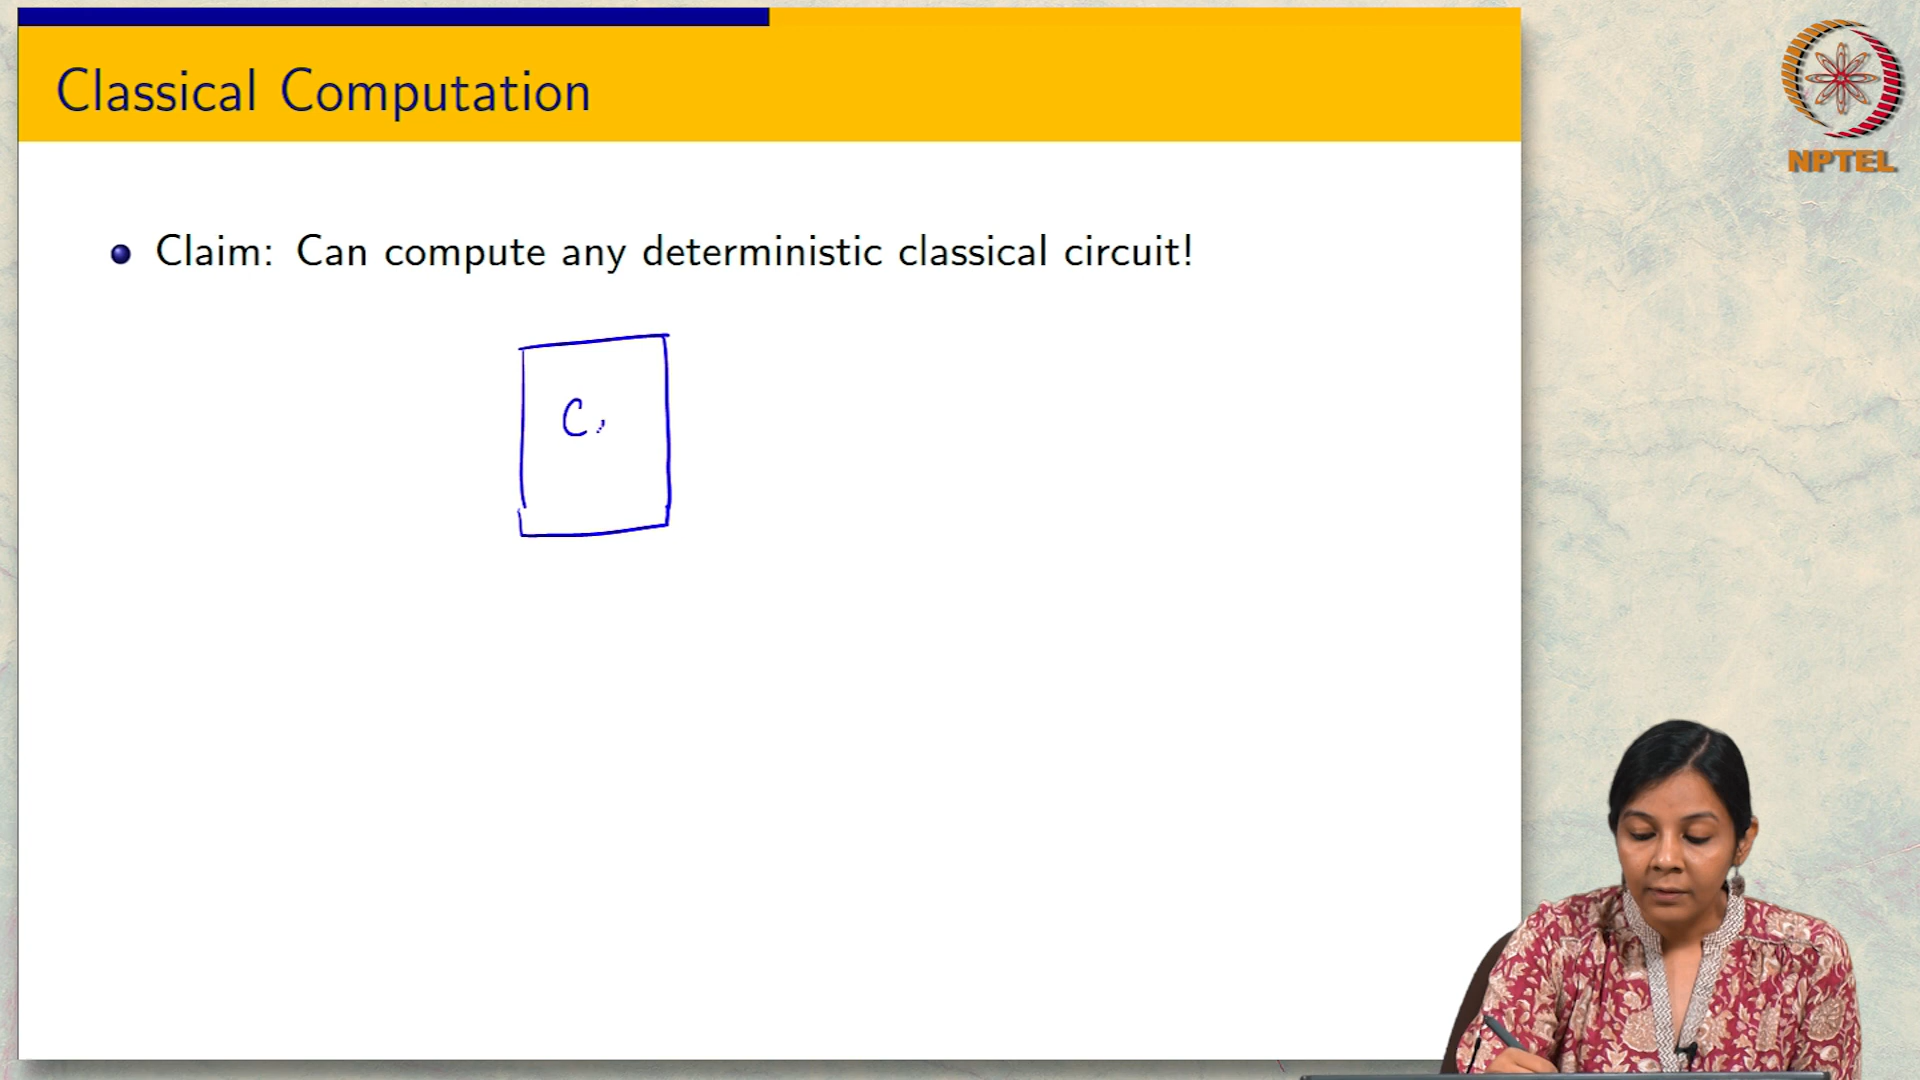 Classical Computation
NPTEL
Claim: Can compute any deterministic classical circuit!
C,